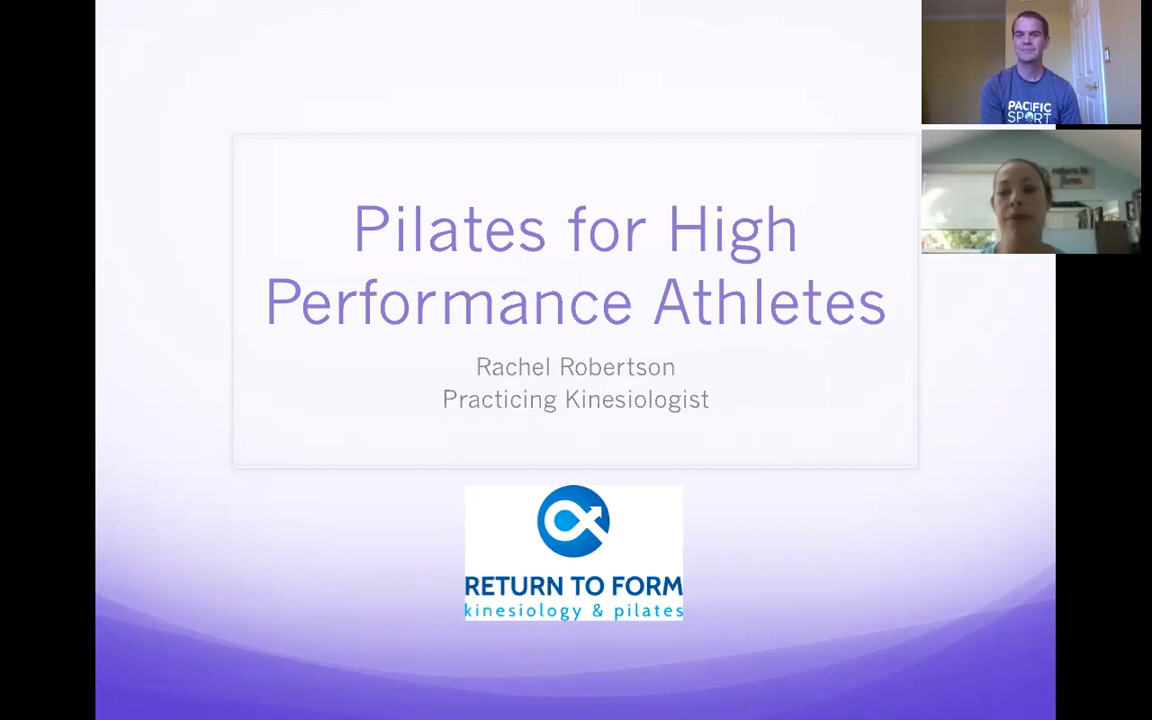 Pilates for High
Performance Athletes
Rachel Robertson
Practicing Kinesiologist
RETURN TO FORM
kinesiology & pilates
PACIFIC
SPORT